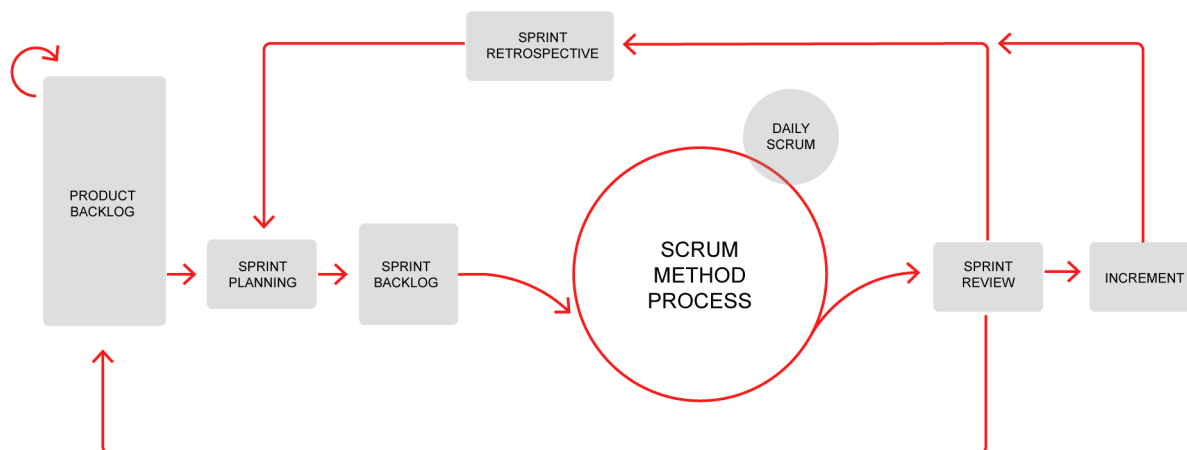 SPRINT
RETROSPECTIVE
DAILY
SCRUM
PRODUCT
BACKLOG
SPRINT
PLANNING
SPRINT
BACKLOG
SCRUM
METHOD
PROCESS
SPRINT
REVIEW
INCREMENT